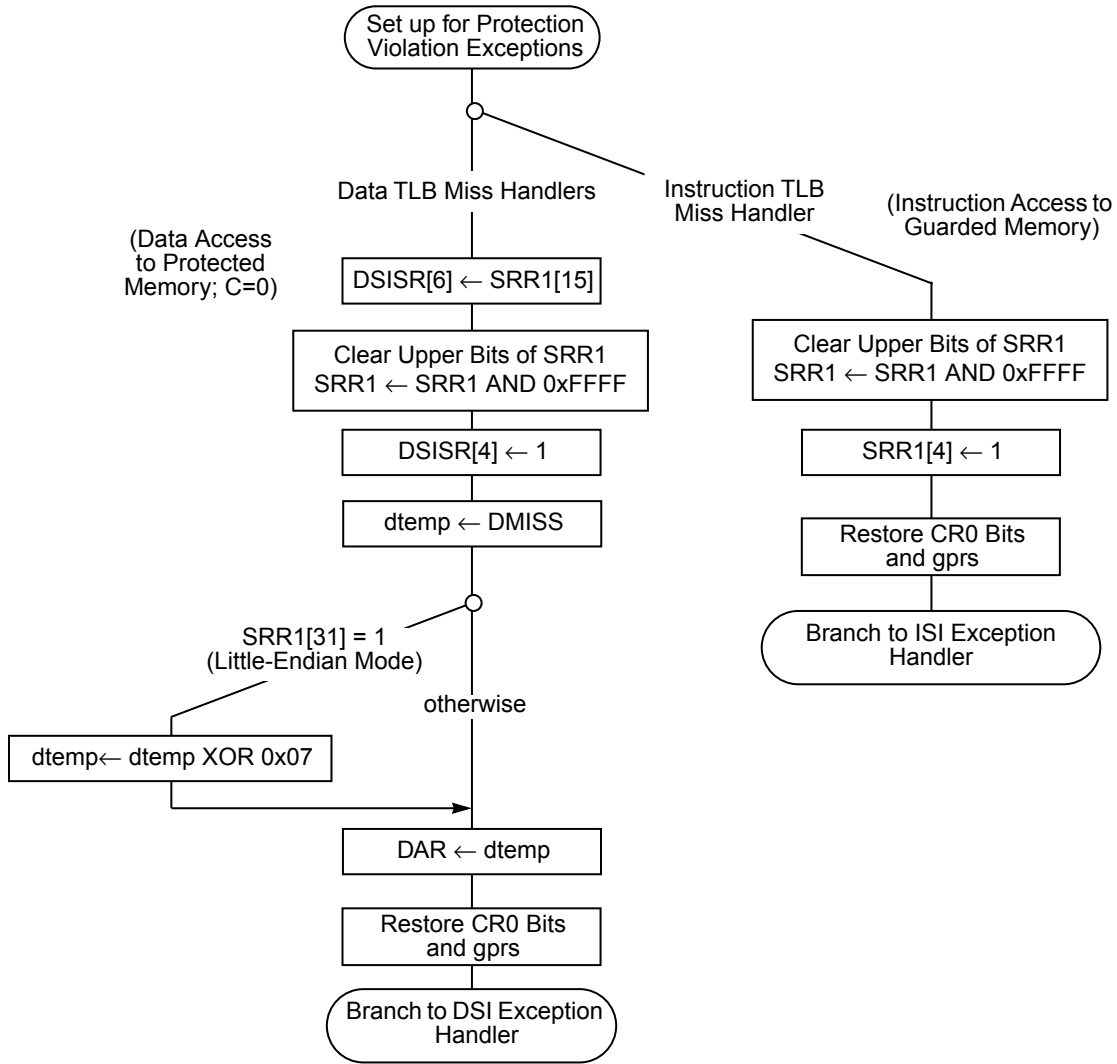 Set up for Protection
Violation Exceptions
Data TLB Miss Handlers
Instruction TLB
Miss Handler
(Instruction Access to
Guarded Memory)
(Data Access
to Protected
Memory; C=0)
DSISR[6] ← SRR1[15]
Clear Upper Bits of SRR1
SRR1 ← SRR1 AND 0xFFFF
DSISR[4] ← 1
dtemp ← DMISS
SRR1[31] = 1
(Little-Endian Mode)
otherwise
dtemp← dtemp XOR 0x07
DAR ← dtemp
Restore CR0 Bits
and gprs
Branch to DSI Exception
Handler
Clear Upper Bits of SRR1
SRR1 ← SRR1 AND 0xFFFF
SRR1[4] ← 1
Restore CR0 Bits
and gprs
Branch to ISI Exception
Handler